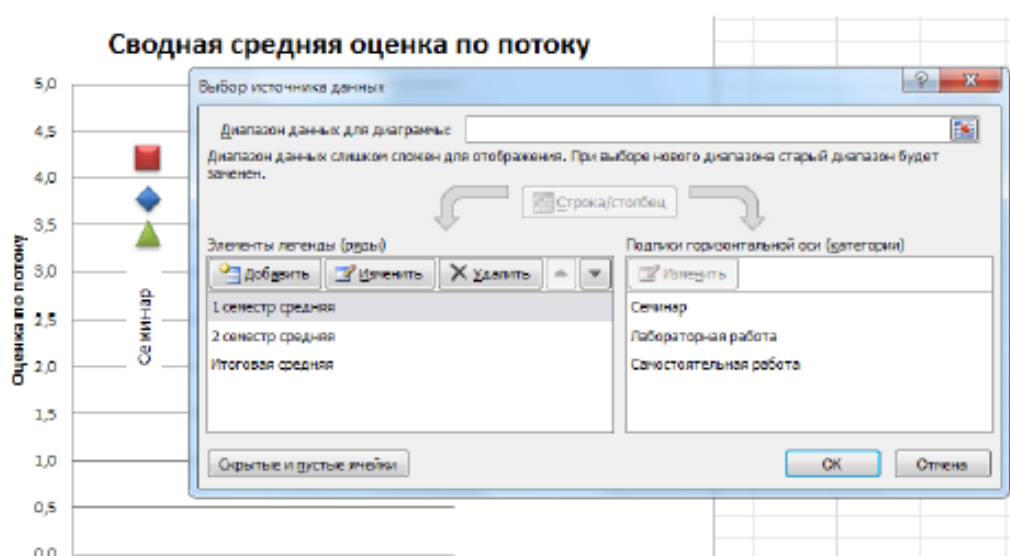 Сводная средняя оценка по потоку
5,0
4,5
4,0
3,5
3,0
2,5
2,0
1,5
1,0
0,5
0,0
Оценка по потоку
Семинар
Выбор источника данных
Диапазон данных для диаграммы:
Диапазон данных слишком сложен для отображения. При выборе нового диапазона старый диапазон будет
заменен.
Строка/столбец
Элементы легенды (ряды)
Добавить Изменить Удалить
1 семестр средняя
2 семестр средняя
Итоговая средняя
Подписи горизонтальной оси (категории)
Изменить
Семинар
Лабораторная работа
Самостоятельная работа
Скрытые и пустые ячейки
ОК Отмена